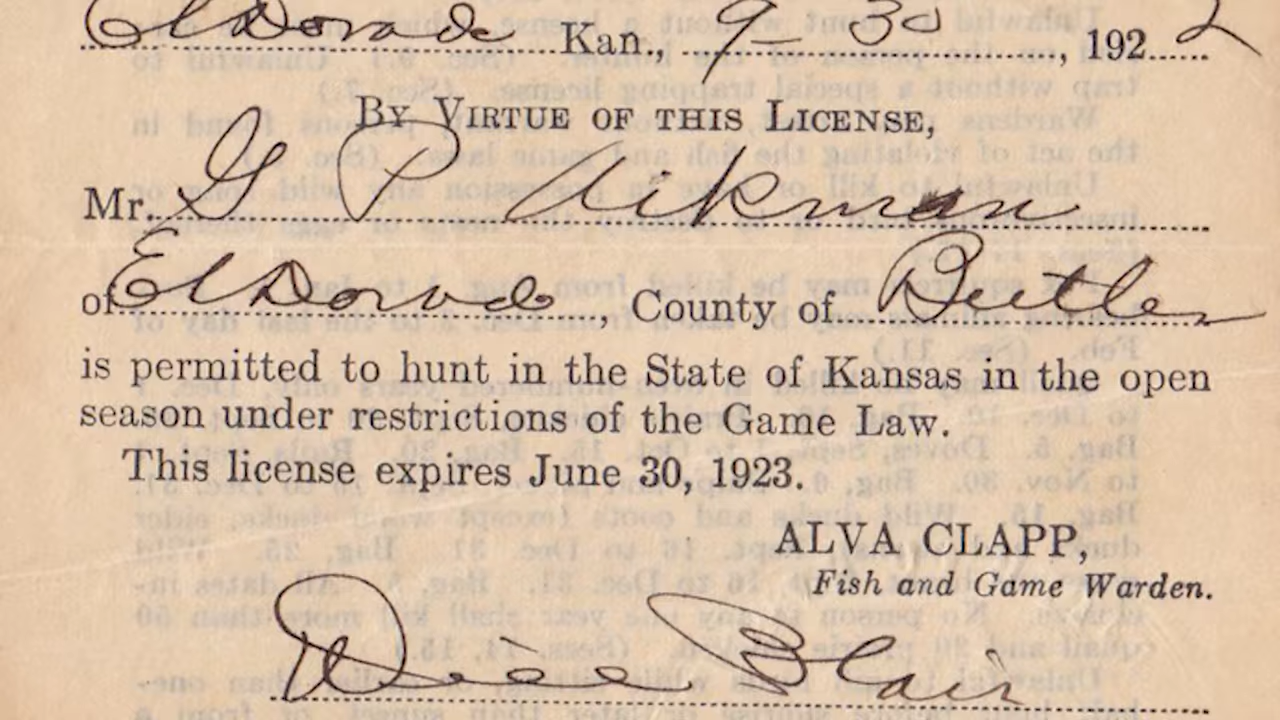 El Dorado Kan., 9-30, 1922
BY VIRTUE OF THIS LICENSE,
Mr. G P Aikman
of El Dorado County of Butler
is permitted to hunt in the State of Kansas in the open
season under restrictions of the Game Law.
This license expires June 30, 1923.
ALVA CLAPP,
Fish and Game Warden.
Blair